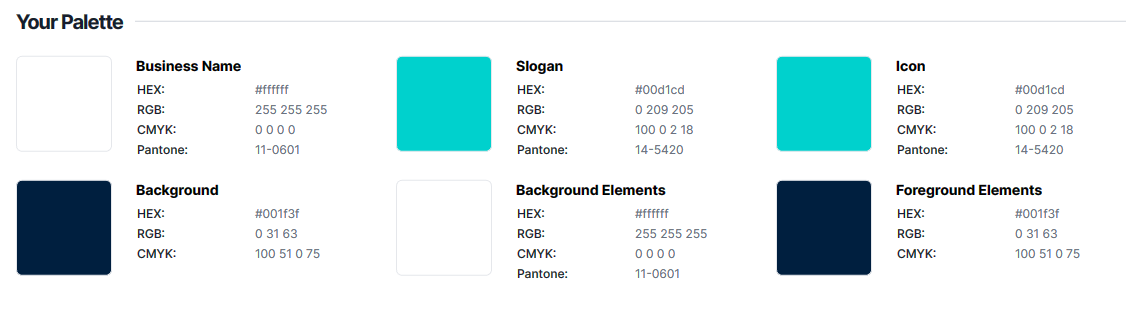 Your Palette
Business Name
HEX: #ffffff
RGB: 255 255 255
CMYK: 0 0 0 0
Pantone: 11-0601
Slogan
HEX: #00d1cd
RGB: 0 209 205
CMYK: 100 0 2 18
Pantone: 14-5420
Icon
HEX: #00d1cd
RGB: 0 209 205
CMYK: 100 0 2 18
Pantone: 14-5420
Background
HEX: #001f3f
RGB: 0 31 63
CMYK: 100 51 0 75
Background Elements
HEX: #ffffff
RGB: 255 255 255
CMYK: 0 0 0 0
Pantone: 11-0601
Foreground Elements
HEX: #001f3f
RGB: 0 31 63
CMYK: 100 51 0 75